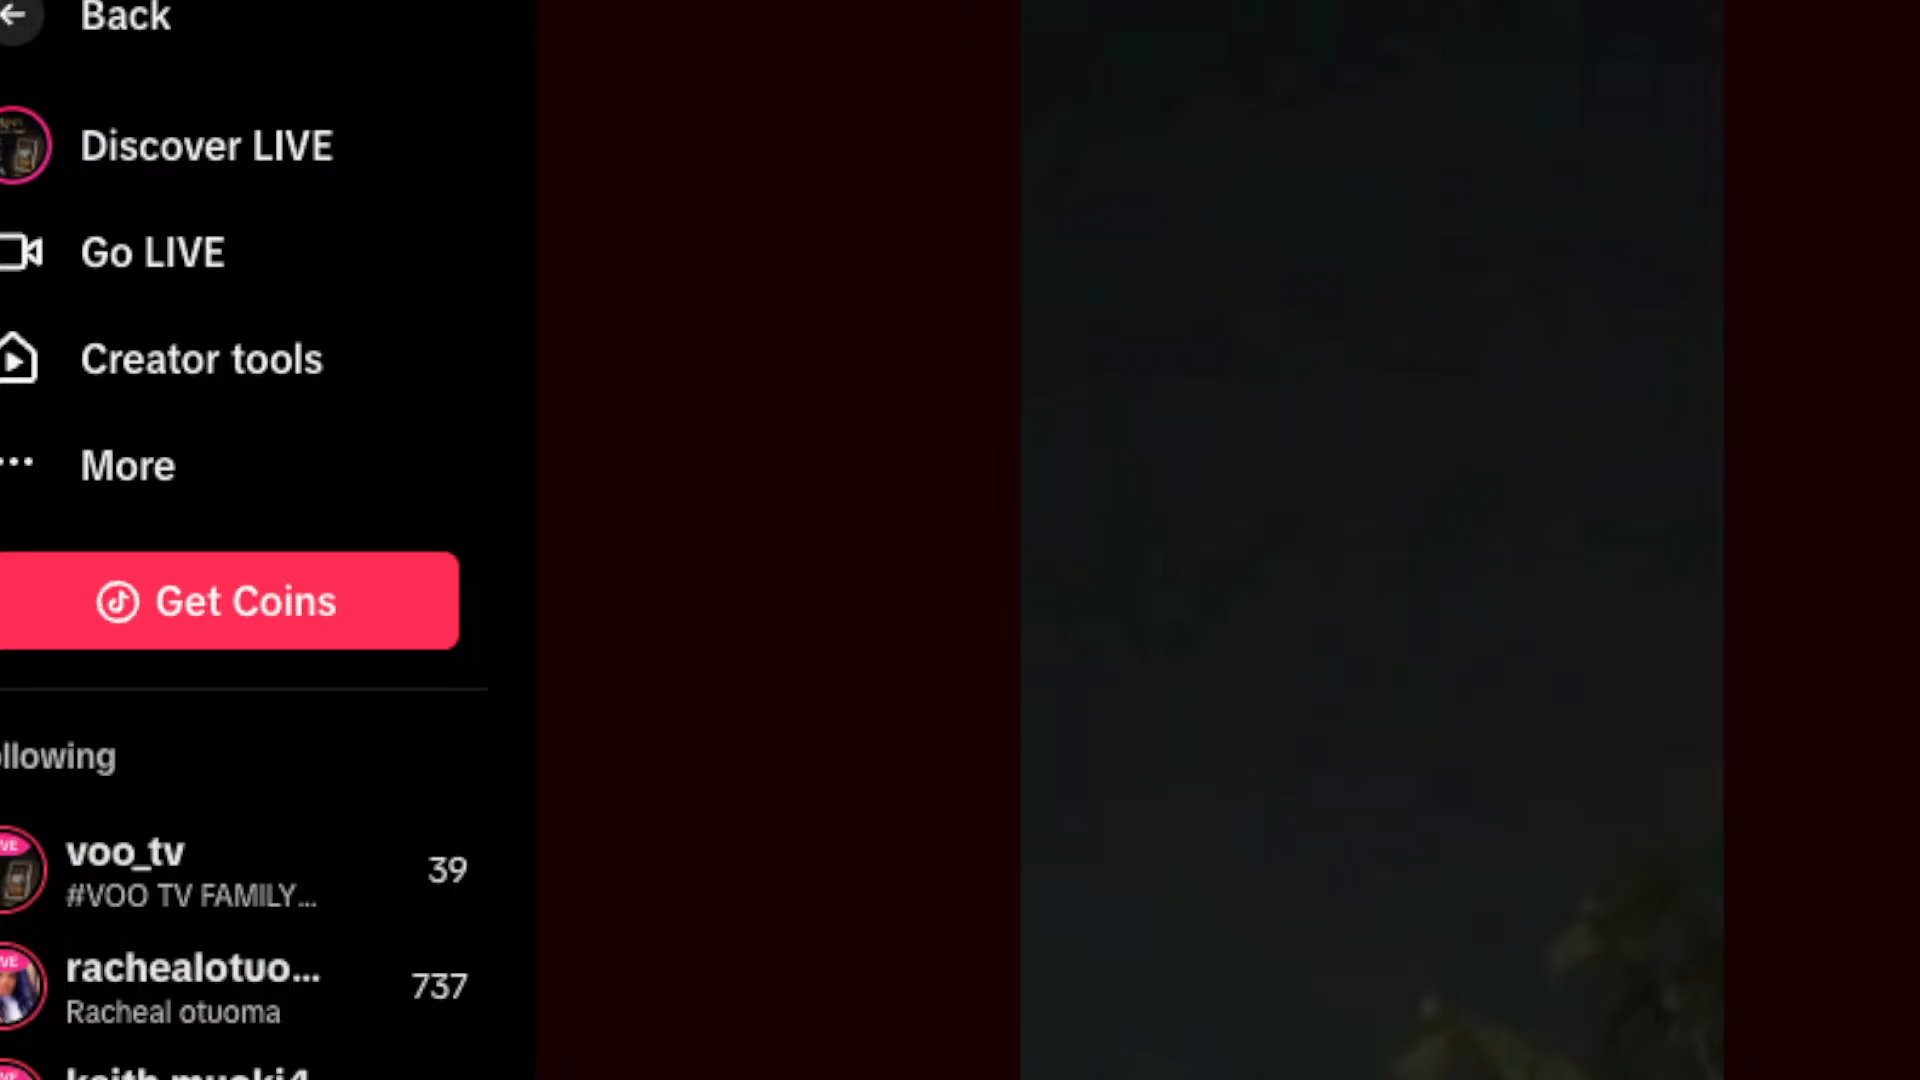 Back
Discover LIVE
Go LIVE
Creator tools
More
Get Coins
ollowing
voo_tv
39
#VOO TV FAMILY...
rachealotuo...
737
Racheal otuoma